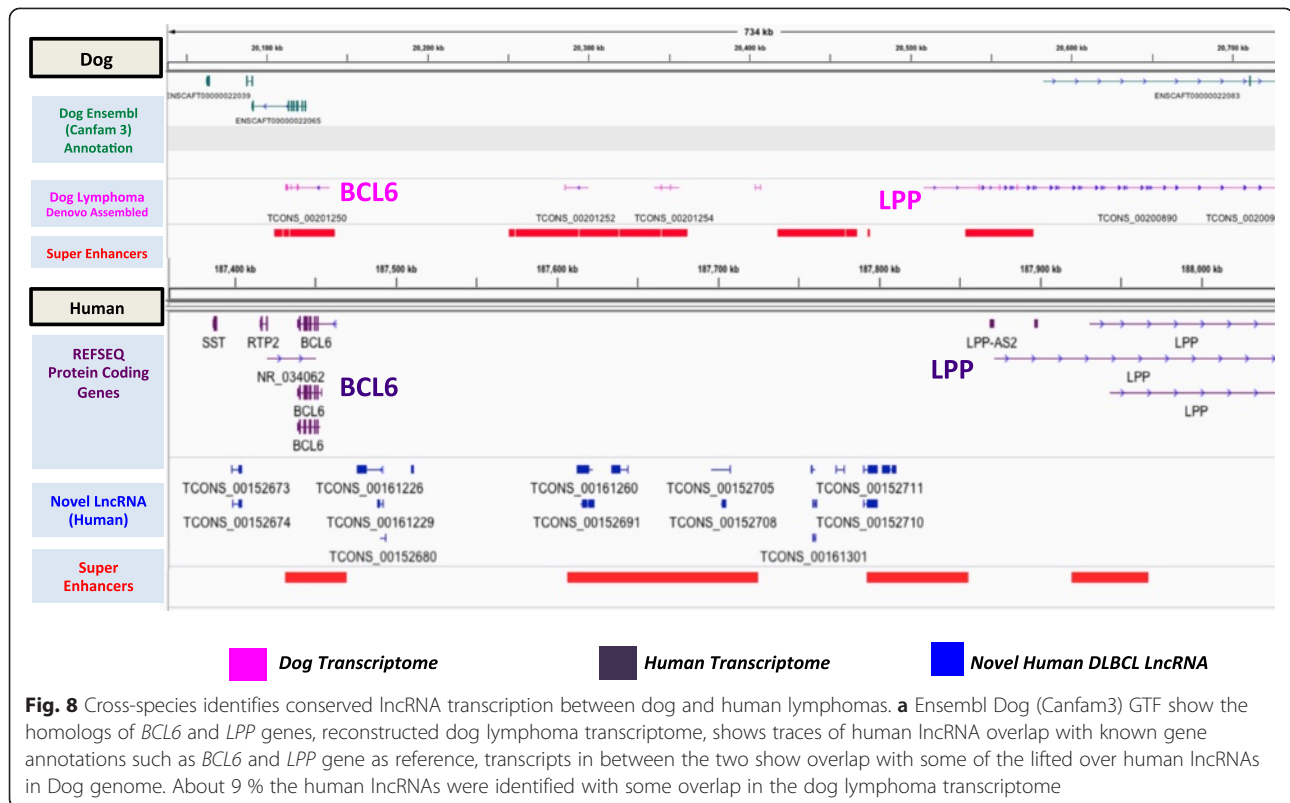 734 kb
20,100 kb 20,200 kb 20,300 kb 20,400 kb 20,500 kb 20,600 kb 20,700 kb
Dog
ENSCAFT00000022039
ENSCAFT00000022083
ENSCAFT00000022065
Dog Ensembl
(Canfam 3)
Annotation
Dog Lymphoma
Denovo Assembled
BCL6
LPP
TCONS_00201250 TCONS_00201252 TCONS_00201254 TCONS_00200890 TCONS_002009
Super Enhancers
187,400 kb 187,500 kb 187,600 kb 187,700 kb 187,800 kb 187,900 kb 188,000 kb
Human
REFSEQ
Protein Coding
Genes
SST RTP2 BCL6 LPP-AS2 LPP
NR_034062 BCL6 LPP LPP
BCL6 LPP
BCL6
Novel LncRNA
(Human)
TCONS_00152673 TCONS_00161226 TCONS_00161260 TCONS_00152705 TCONS_00152711
TCONS_00152674 TCONS_00161229 TCONS_00152691 TCONS_00152708 TCONS_00152710
TCONS_00152680 TCONS_00161301
Super
Enhancers
Dog Transcriptome Human Transcriptome Novel Human DLBCL LncRNA
Fig. 8 Cross-species identifies conserved lncRNA transcription between dog and human lymphomas. a Ensembl Dog (Canfam3) GTF show the
homologs of BCL6 and LPP genes, reconstructed dog lymphoma transcriptome, shows traces of human lncRNA overlap with known gene
annotations such as BCL6 and LPP gene as reference, transcripts in between the two show overlap with some of the lifted over human lncRNAs
in Dog genome. About 9 % the human lncRNAs were identified with some overlap in the dog lymphoma transcriptome